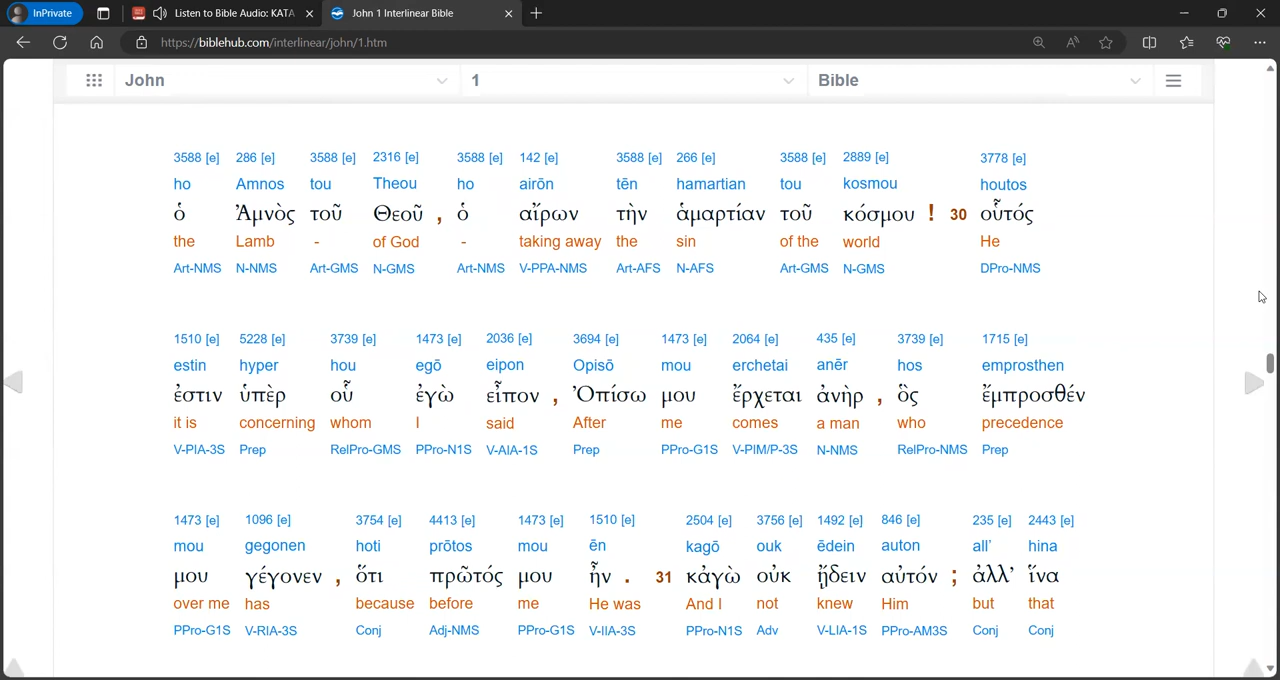 InPrivate Listen to Bible Audio: ΚΑΤΑ John 1 Interlinear Bible
https://biblehub.com/interlinear/john/1.htm
John 1 Bible
3588 [e] 286 [e] 3588 [e] 2316 [e] 3588 [e] 142 [e] 3588 [e] 266 [e] 3588 [e] 2889 [e] 3778 [e]
ho Amnos tou Theou ho airōn tēn hamartian tou kosmou houtos
ὁ Ἀμνὸς τοῦ Θεοῦ , ὁ αἴρων τὴν ἁμαρτίαν τοῦ κόσμου ! 30 οὗτός
the Lamb - of God - taking away the sin of the world He
Art-NMS N-NMS Art-GMS N-GMS Art-NMS V-PPA-NMS Art-AFS N-AFS Art-GMS N-GMS DPro-NMS
1510 [e] 5228 [e] 3739 [e] 1473 [e] 2036 [e] 3694 [e] 1473 [e] 2064 [e] 435 [e] 3739 [e] 1715 [e]
estin hyper hou egō eipon Opisō mou erchetai anēr hos emprosthen
ἐστιν ὑπὲρ οὗ ἐγὼ εἶπον , Ὀπίσω μου ἔρχεται ἀνὴρ , ὃς ἔμπροσθέν
it is concerning whom I said After me comes a man who precedence
V-PIA-3S Prep RelPro-GMS PPro-N1S V-AIA-1S Prep PPro-G1S V-PIM/P-3S N-NMS RelPro-NMS Prep
1473 [e] 1096 [e] 3754 [e] 4413 [e] 1473 [e] 1510 [e] 2504 [e] 3756 [e] 1492 [e] 846 [e] 235 [e] 2443 [e]
mou gegonen hoti prōtos mou ēn kagō ouk ēdein auton all’ hina
μου γέγονεν , ὅτι πρῶτός μου ἦν . 31 κἀγὼ οὐκ ᾔδειν αὐτόν ; ἀλλ’ ἵνα
over me has because before me He was And I not knew Him but that
PPro-G1S V-RIA-3S Conj Adj-NMS PPro-G1S V-IIA-3S PPro-N1S Adv V-LIA-1S PPro-AM3S Conj Conj